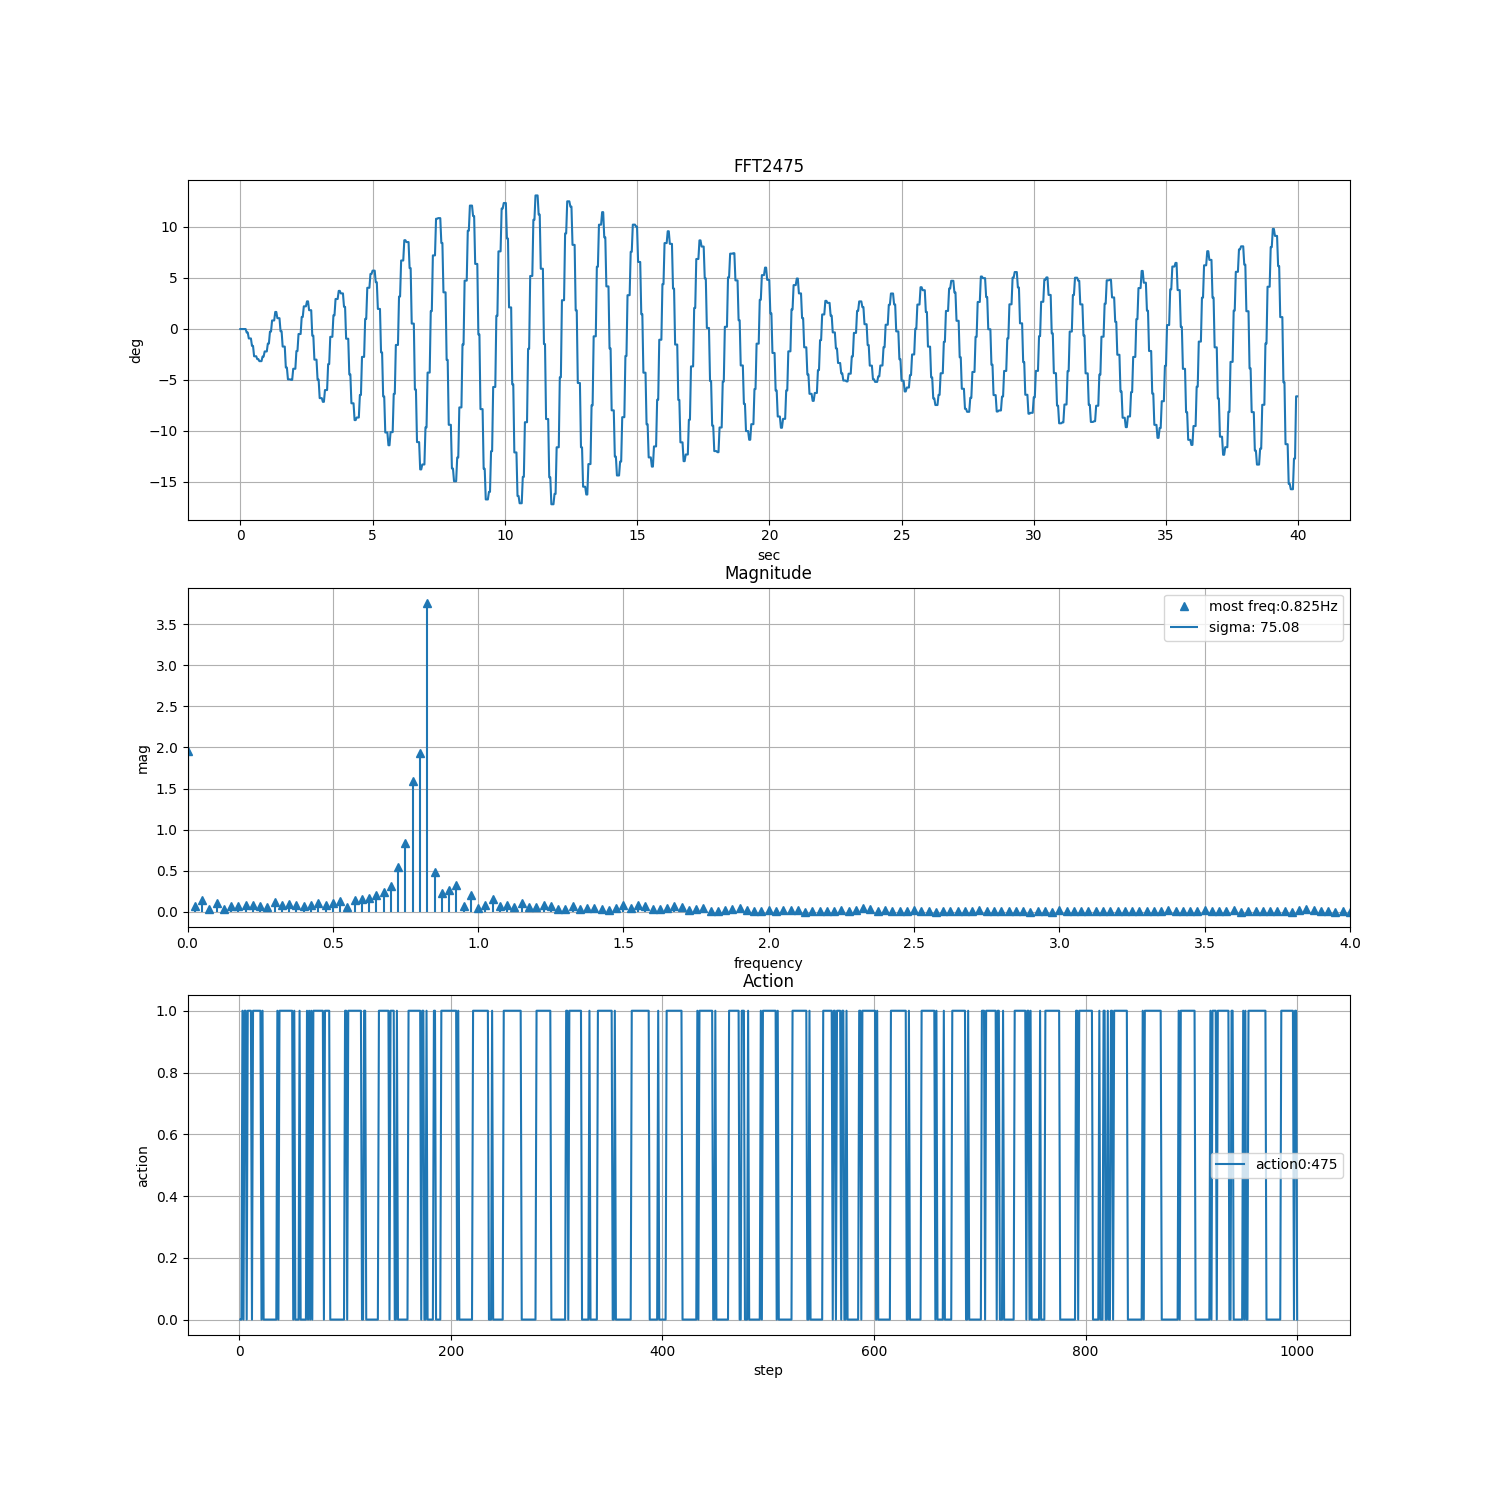 FFT2475
10
5
0
−5
−10
−15
deg
0 5 10 15 20 25 30 35 40
sec
Magnitude
most freq:0.825Hz
sigma: 75.08
3.5
3.0
2.5
2.0
1.5
1.0
0.5
0.0
mag
0.0 0.5 1.0 1.5 2.0 2.5 3.0 3.5 4.0
frequency
Action
1.0
0.8
0.6
0.4
0.2
0.0
action
action0:475
0 200 400 600 800 1000
step